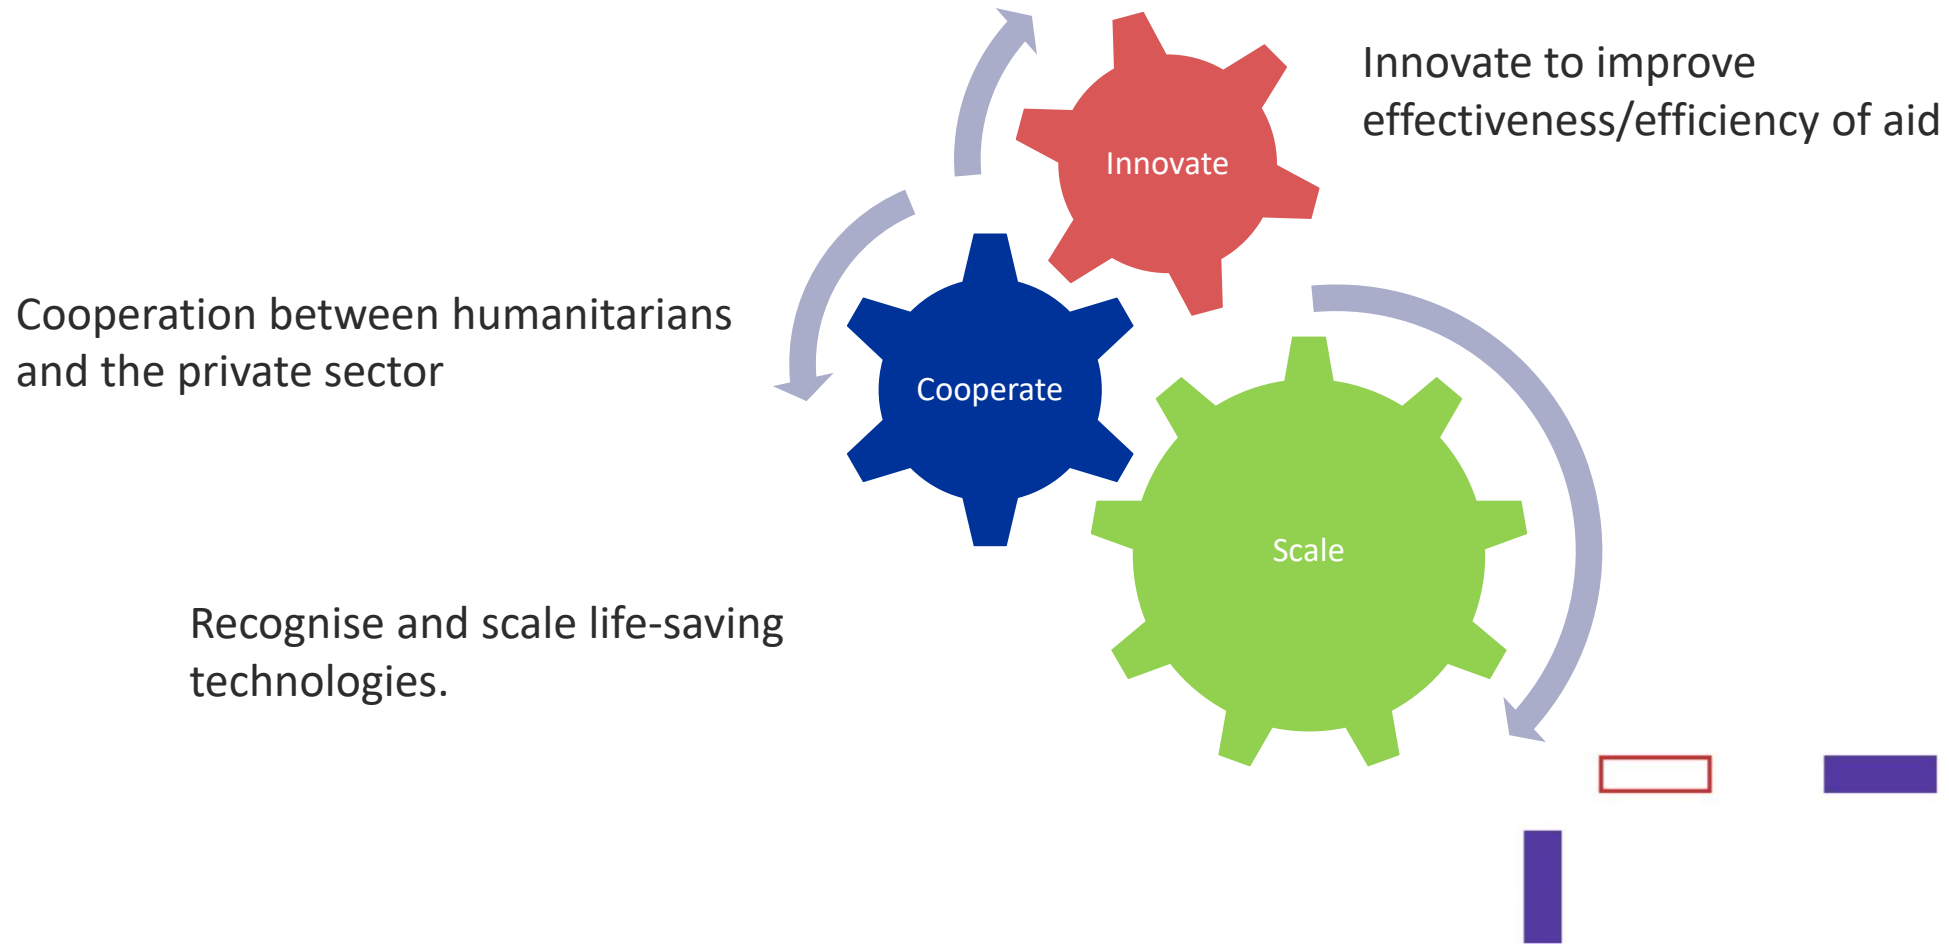 Innovate to improve
effectiveness/efficiency of aid
Innovate
Cooperation between humanitarians
and the private sector
Cooperate
Scale
Recognise and scale life-saving
technologies.